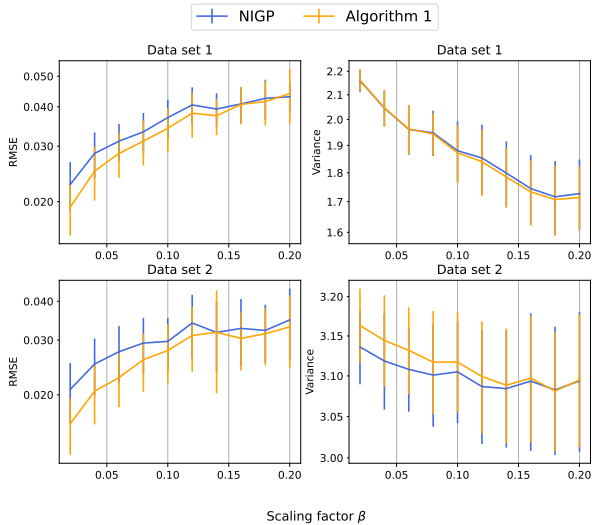 NIGP Algorithm 1
Data set 1 Data set 1
RMSE
0.050
0.040
0.030
0.020
0.05 0.10 0.15 0.20
Variance
2.2
2.1
2.0
1.9
1.8
1.7
1.6
0.05 0.10 0.15 0.20
Data set 2 Data set 2
RMSE
0.040
0.030
0.020
0.05 0.10 0.15 0.20
Variance
3.20
3.15
3.10
3.05
3.00
0.05 0.10 0.15 0.20
Scaling factor β